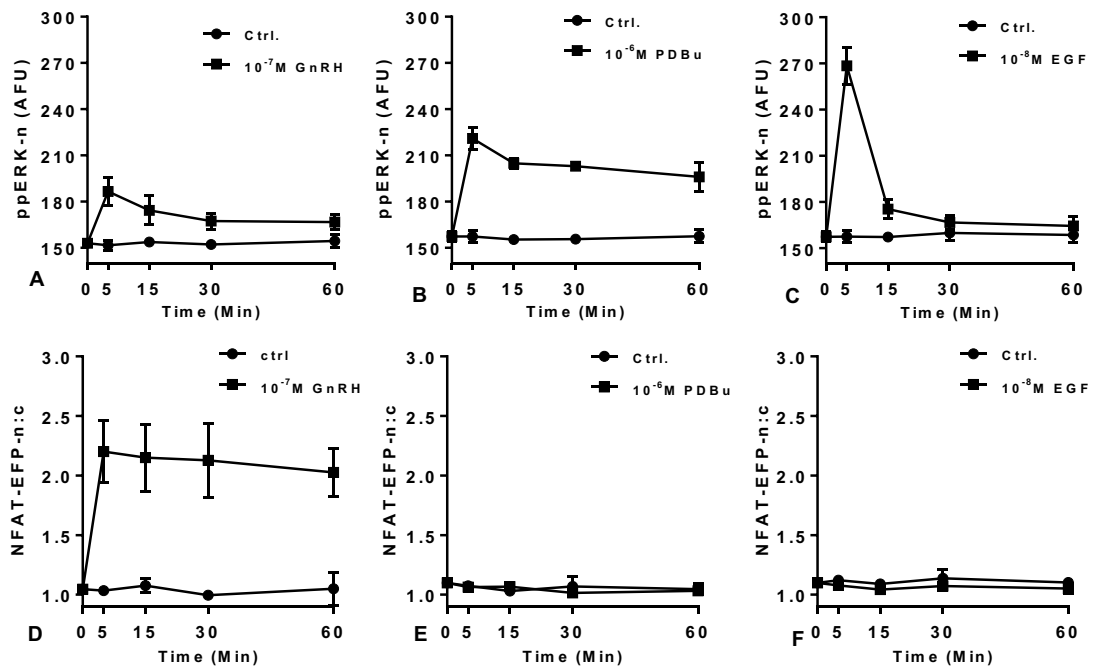 ppERK-n (AFU)
300
270
240
210
180
150
Ctrl.
10⁻⁷M GnRH
A
0 5 15 30 60
Time (Min)
ppERK-n (AFU)
300
270
240
210
180
150
Ctrl.
10⁻⁶M PDBu
B
0 5 15 30 60
Time (Min)
ppERK-n (AFU)
300
270
240
210
180
150
Ctrl.
10⁻⁸M EGF
C
0 5 15 30 60
Time (Min)
NFAT-EFP-n:c
3.0
2.5
2.0
1.5
1.0
ctrl
10⁻⁷M GnRH
D
0 5 15 30 60
Time (Min)
NFAT-EFP-n:c
3.0
2.5
2.0
1.5
1.0
Ctrl.
10⁻⁶M PDBu
E
0 5 15 30 60
Time (Min)
NFAT-EFP-n:c
3.0
2.5
2.0
1.5
1.0
Ctrl.
10⁻⁸M EGF
F
0 5 15 30 60
Time (Min)